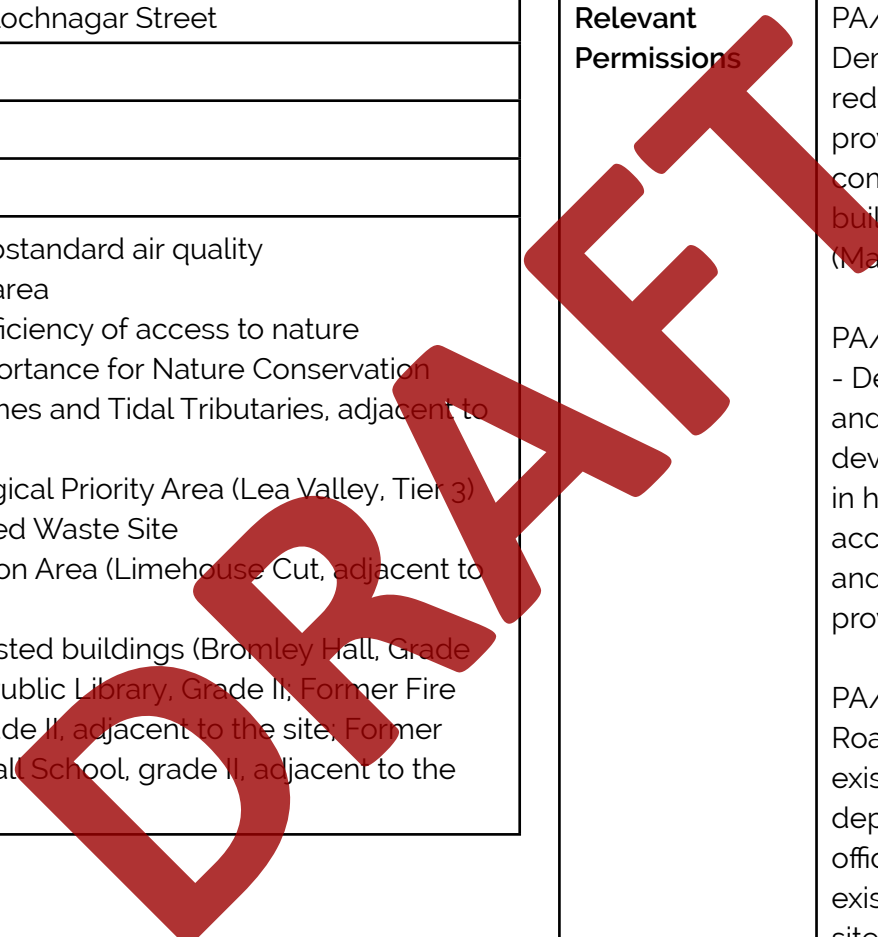 ochnagar Street
standard air quality
area
ficiency of access to nature
ortance for Nature Conservation
mes and Tidal Tributaries, adjacent to
gical Priority Area (Lea Valley, Tier 3)
ed Waste Site
on Area (Limehouse Cut, adjacent to
sted buildings (Bromley Hall, Grade
ublic Library, Grade II; Former Fire
de II, adjacent to the site; Former
all School, grade II, adjacent to the
Relevant
Permissions
PA/
Der
red
prov
con
buil
(Ma
PA/
- De
and
dev
in h
acc
and
prov
PA/
Roa
exis
dep
offic
exis
site
DRAFT